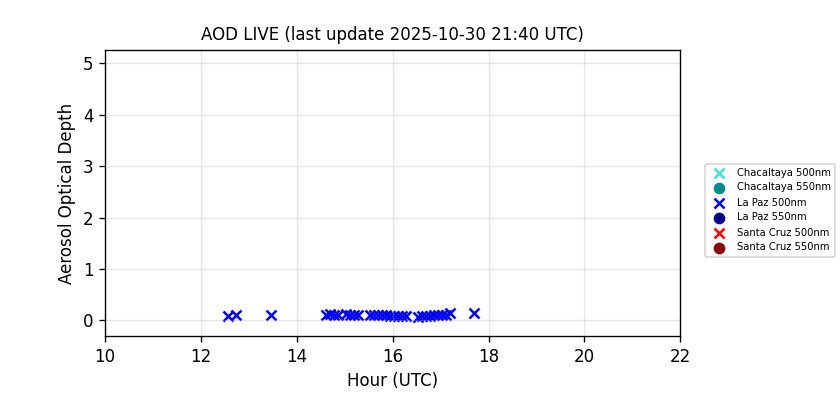 AOD LIVE (last update 2025-10-30 21:40 UTC)
Aerosol Optical Depth
5
4
3
2
1
0
10 12 14 16 18 20 22
Hour (UTC)
Chacaltaya 500nm
Chacaltaya 550nm
La Paz 500nm
La Paz 550nm
Santa Cruz 500nm
Santa Cruz 550nm